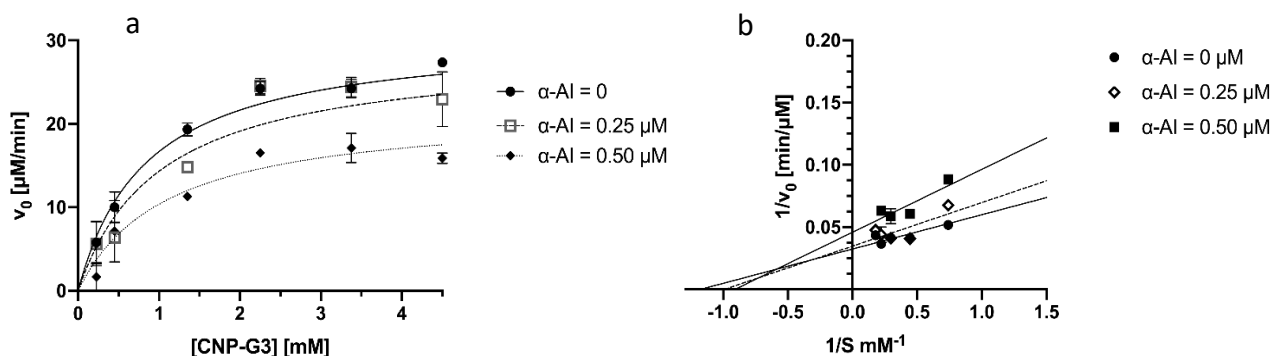 a
30
20
10
0
v₀ [µM/min]
0 1 2 3 4
[CNP-G3] [mM]
α-AI = 0
α-AI = 0.25 µM
α-AI = 0.50 µM
b
0.20
0.15
0.10
0.05
1/v₀ [min/µM]
-1.0 -0.5 0.0 0.5 1.0 1.5
1/S mM⁻¹
α-AI = 0 µM
α-AI = 0.25 µM
α-AI = 0.50 µM